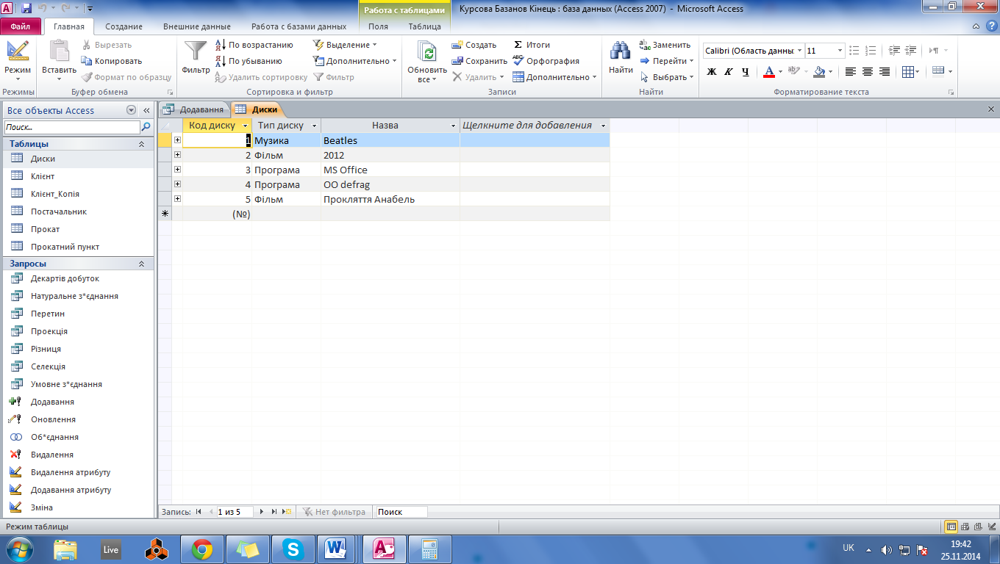 Работа с таблицами
Курсова Базанов Кінець : база данных (Access 2007) - Microsoft Access
Файл Главная Создание Внешние данные Работа с базами данных Поля Таблица
Режим
Режимы
Вставить
Вырезать
Копировать
Формат по образцу
Буфер обмена
Фильтр
По возрастанию
По убыванию
Удалить сортировку
Выделение
Дополнительно
Фильтр
Сортировка и фильтр
Обновить
все
Создать
Сохранить
Удалить
Итоги
Орфография
Дополнительно
Записи
Найти
Заменить
Перейти
Выбрать
Найти
Calibri (Область данны: 11
Ж К Ч
Форматирование текста
Все объекты Access
Поиск...
Таблицы
Диски
Клієнт
Клієнт_Копія
Постачальник
Прокат
Прокатний пункт
Запросы
Декартів добуток
Натуральне з*єднання
Перетин
Проекція
Різниця
Селекція
Умовне з*єднання
Додавання
Оновлення
Об*єднання
Видалення
Видалення атрибуту
Додавання атрибуту
Зміна
Додавання Диски
Код диску Тип диску Назва Щелкните для добавления
1 Музика Beatles
2 Фільм 2012
3 Програма MS Office
4 Програма OO defrag
5 Фільм Прокляття Анабель
(№)
Запись: 1 из 5 Нет фильтра Поиск
Режим таблицы
Live
UK
19:42
25.11.2014